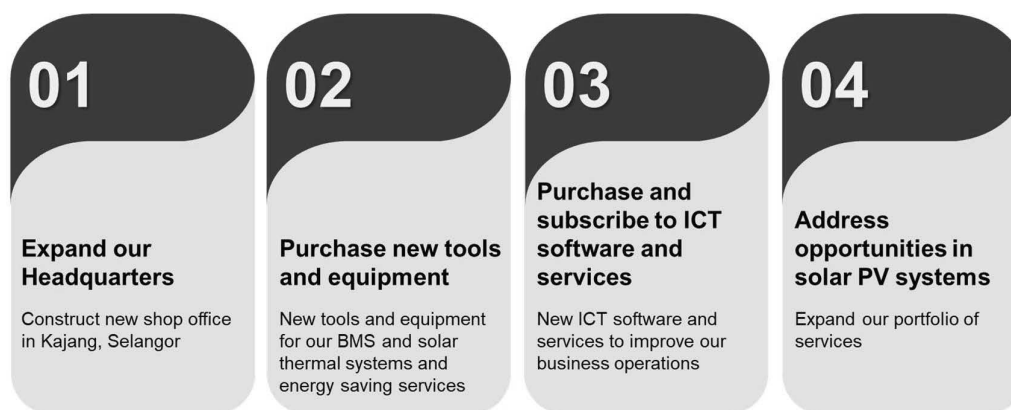 01
Expand our
Headquarters
Construct new shop office
in Kajang, Selangor
02
Purchase new tools
and equipment
New tools and equipment
for our BMS and solar
thermal systems and
energy saving services
03
Purchase and
subscribe to ICT
software and
services
New ICT software and
services to improve our
business operations
04
Address
opportunities in
solar PV systems
Expand our portfolio of
services